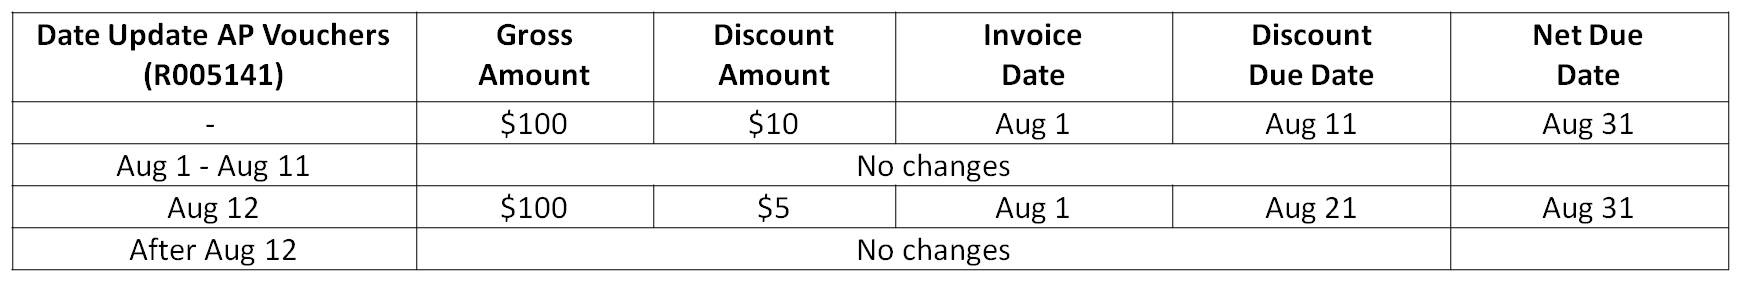 Date Update AP Vouchers (R005141) Gross Amount Discount Amount Invoice Date Discount Due Date Net Due Date
- $100 $10 Aug 1 Aug 11 Aug 31
Aug 1 - Aug 11 No changes
Aug 12 $100 $5 Aug 1 Aug 21 Aug 31
After Aug 12 No changes